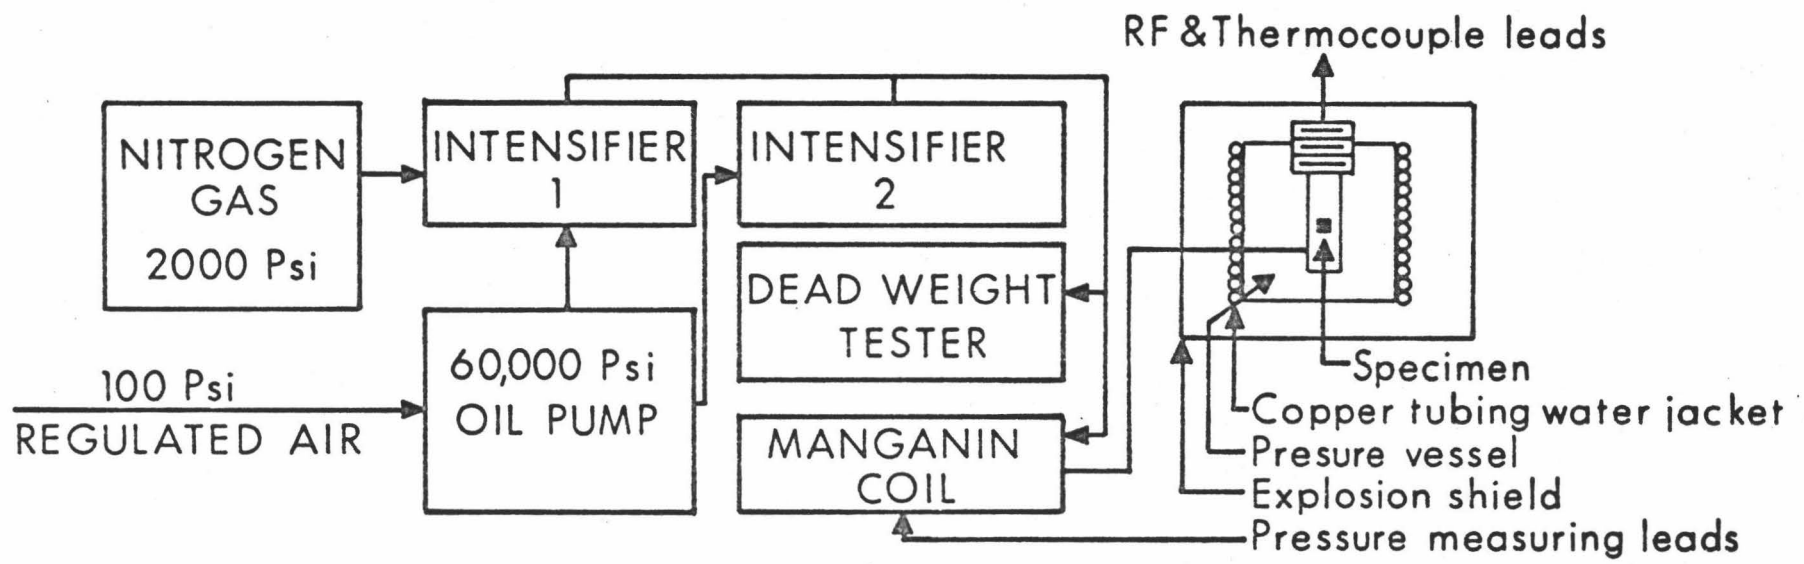 RF & Thermocouple leads
NITROGEN
GAS
2000 Psi
INTENSIFIER
1
INTENSIFIER
2
DEAD WEIGHT
TESTER
100 Psi
REGULATED AIR
60,000 Psi
OIL PUMP
MANGANIN
COIL
Specimen
Copper tubing water jacket
Presure vessel
Explosion shield
Pressure measuring leads